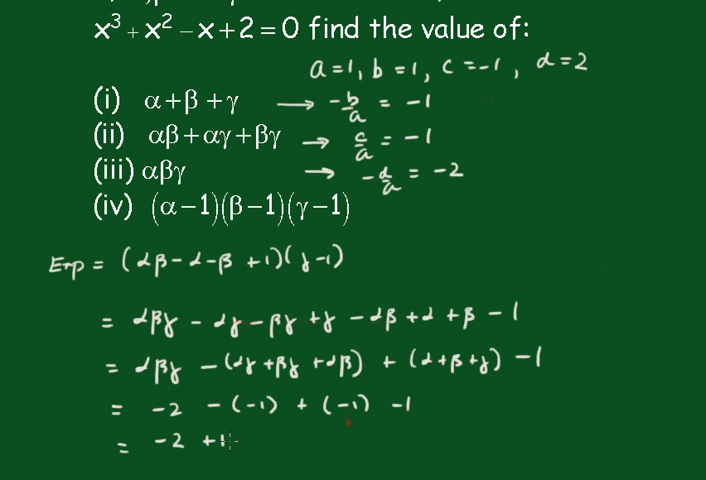 x³ + x² − x + 2 = 0 find the value of:
a = 1, b = 1, c = -1, d = 2
(i) α + β + γ → -b/a = -1
(ii) αβ + αγ + βγ → c/a = -1
(iii) αβγ → -d/a = -2
(iv) (α − 1)(β − 1)(γ − 1)
Exp = (αβ - α - β + 1)(γ - 1)
= αβγ - αγ - βγ + γ - αβ + α + β - 1
= αβγ - (αγ + βγ + αβ) + (α + β + γ) - 1
= -2 - (-1) + (-1) - 1
= -2 + 1 -